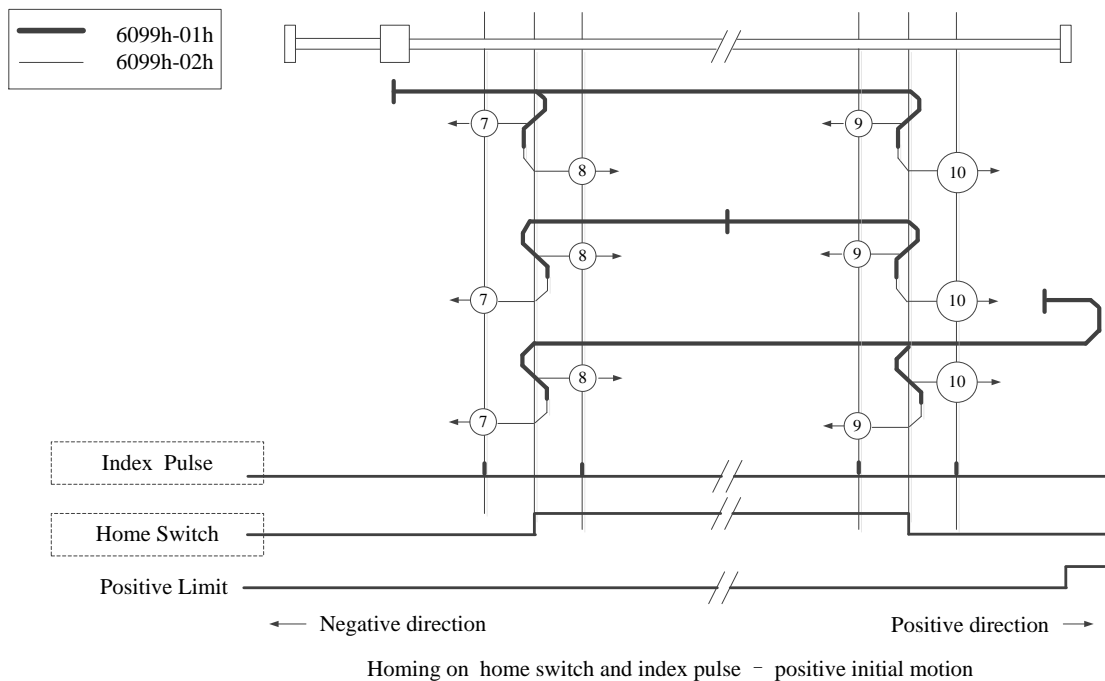 6099h-01h
6099h-02h
7
9
8
10
8
9
7
10
8
10
7
9
Index Pulse
Home Switch
Positive Limit
Negative direction
Positive direction
Homing on home switch and index pulse - positive initial motion